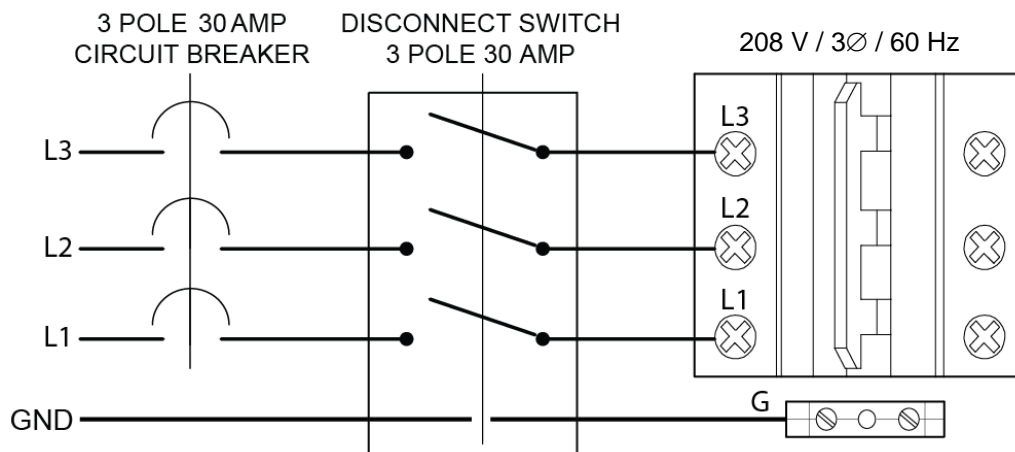 3 POLE 30 AMP
CIRCUIT BREAKER
DISCONNECT SWITCH
3 POLE 30 AMP
208 V / 3∅ / 60 Hz
L3
L3
L2
L2
L1
L1
GND
G